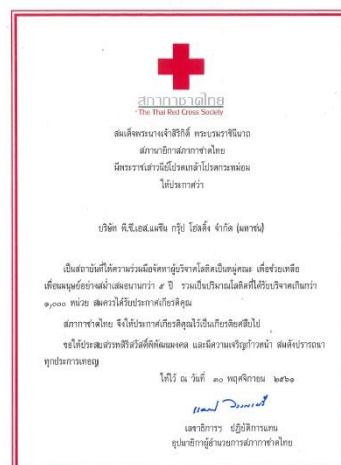 สภากาชาดไทย
The Thai Red Cross Society
สมเด็จพระนางเจ้าสิริกิติ์ พระบรมราชินีนาถ
สภานายิกาสภากาชาดไทย
มีพระราชเสาวนีย์โปรดเกล้าโปรดกระหม่อม
ให้ประกาศว่า
บริษัท พี.ซี.เอส.แมชีน กรุ๊ป โฮลดิ้ง จำกัด (มหาชน)
เป็นสถาบันที่ให้ความร่วมมือจัดหาผู้บริจาคโลหิตเป็นหมู่คณะ เพื่อช่วยเหลือ
เพื่อนมนุษย์อย่างสม่ำเสมอนานกว่า ๕ ปี รวมเป็นปริมาณโลหิตที่ได้รับบริจาคเกินกว่า
๑,๐๐๐ หน่วย สมควรได้รับประกาศเกียรติคุณ
สภากาชาดไทย จึงให้ประกาศเกียรติคุณไว้เป็นเกียรติยศสืบไป
ขอให้ประสบสรรพสิริสวัสดิ์พิพัฒนมงคล และมีความเจริญก้าวหน้า สมดังปรารถนา
ทุกประการเทอญ
ให้ไว้ ณ วันที่ ๓๐ พฤศจิกายน ๒๕๖๑
เลขาธิการฯ ปฏิบัติการแทน
อุปนายิกาผู้อำนวยการสภากาชาดไทย